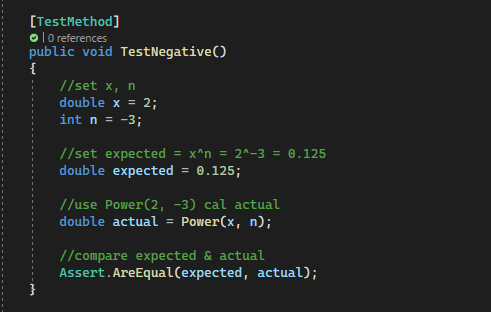 [TestMethod]
0 references
public void TestNegative()
{
//set x, n
double x = 2;
int n = -3;
//set expected = x^n = 2^-3 = 0.125
double expected = 0.125;
//use Power(2, -3) cal actual
double actual = Power(x, n);
//compare expected & actual
Assert.AreEqual(expected, actual);
}